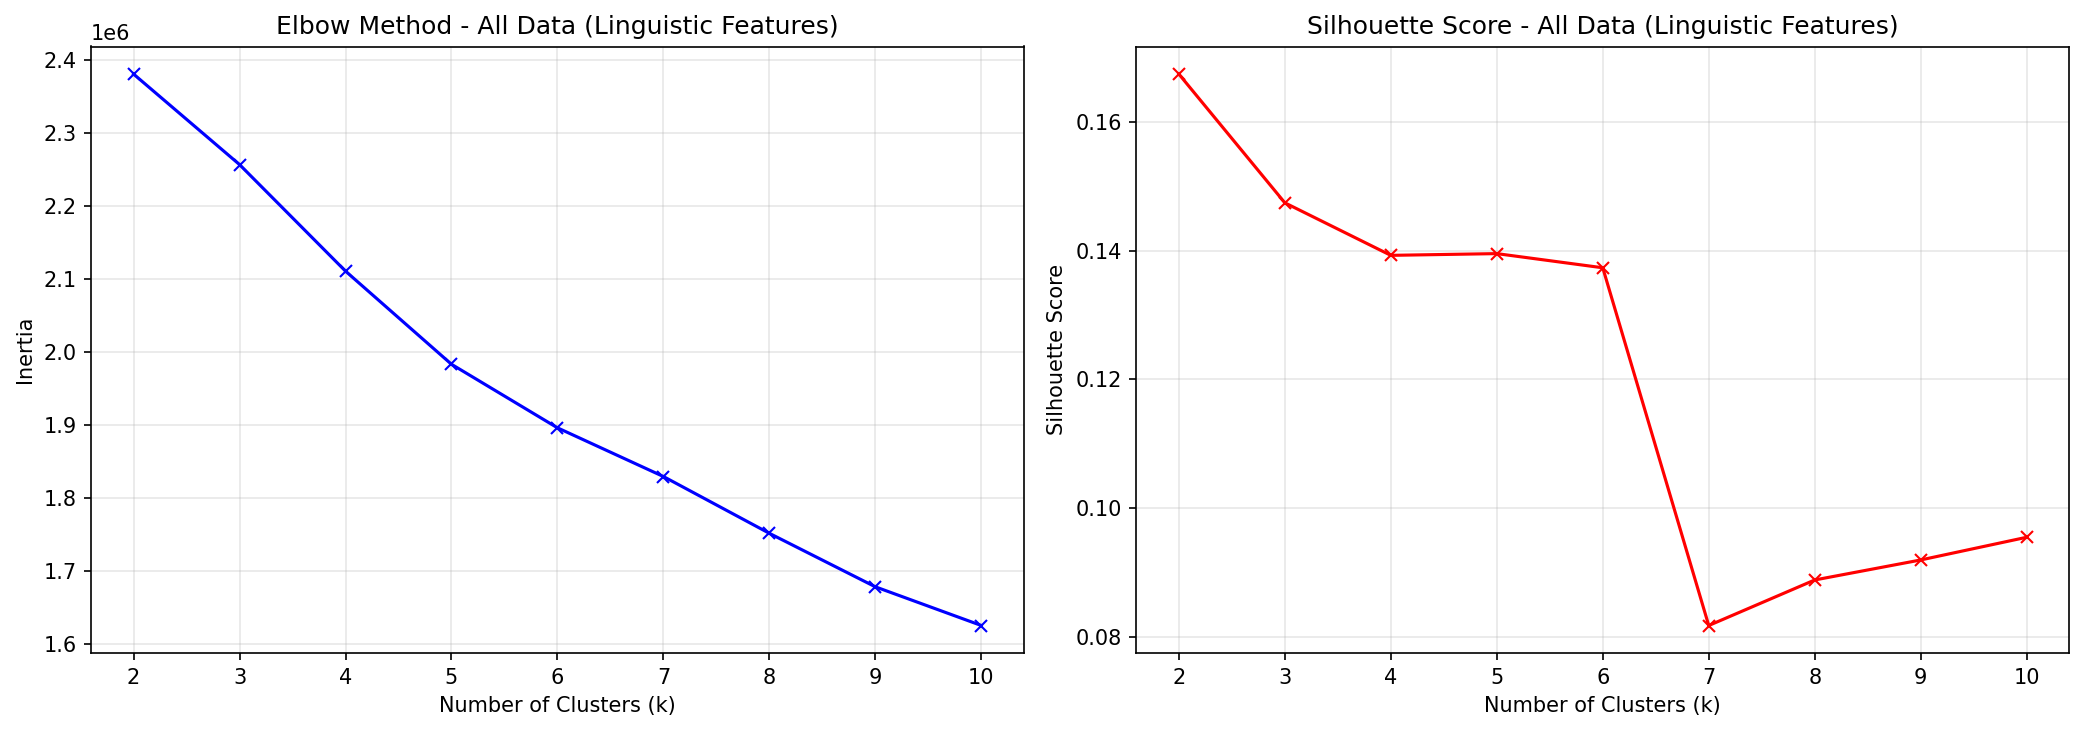 Elbow Method - All Data (Linguistic Features)
1e6
2.4
2.3
2.2
2.1
2.0
1.9
1.8
1.7
1.6
Inertia
2 3 4 5 6 7 8 9 10
Number of Clusters (k)
Silhouette Score - All Data (Linguistic Features)
0.16
0.14
0.12
0.10
0.08
Silhouette Score
2 3 4 5 6 7 8 9 10
Number of Clusters (k)